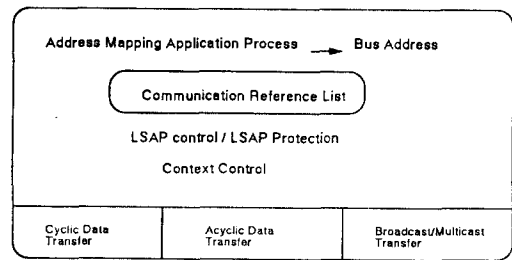 Address Mapping Application Process → Bus Address
Communication Reference List
LSAP control / LSAP Protection
Context Control
Cyclic Data
Transfer
Acyclic Data
Transfer
Broadcast/Multicast
Transfer